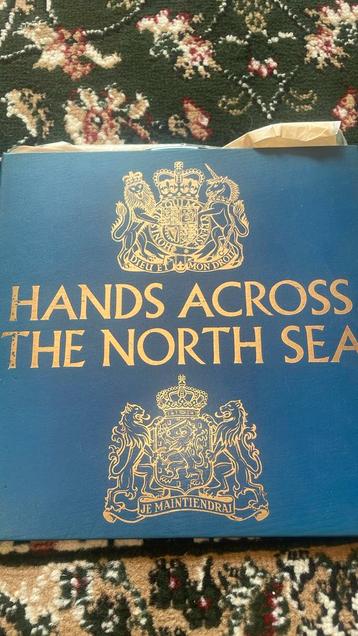 DIEU ET MON DROIT
HANDS ACROSS
THE NORTH SEA
JE MAINTIENDRAI